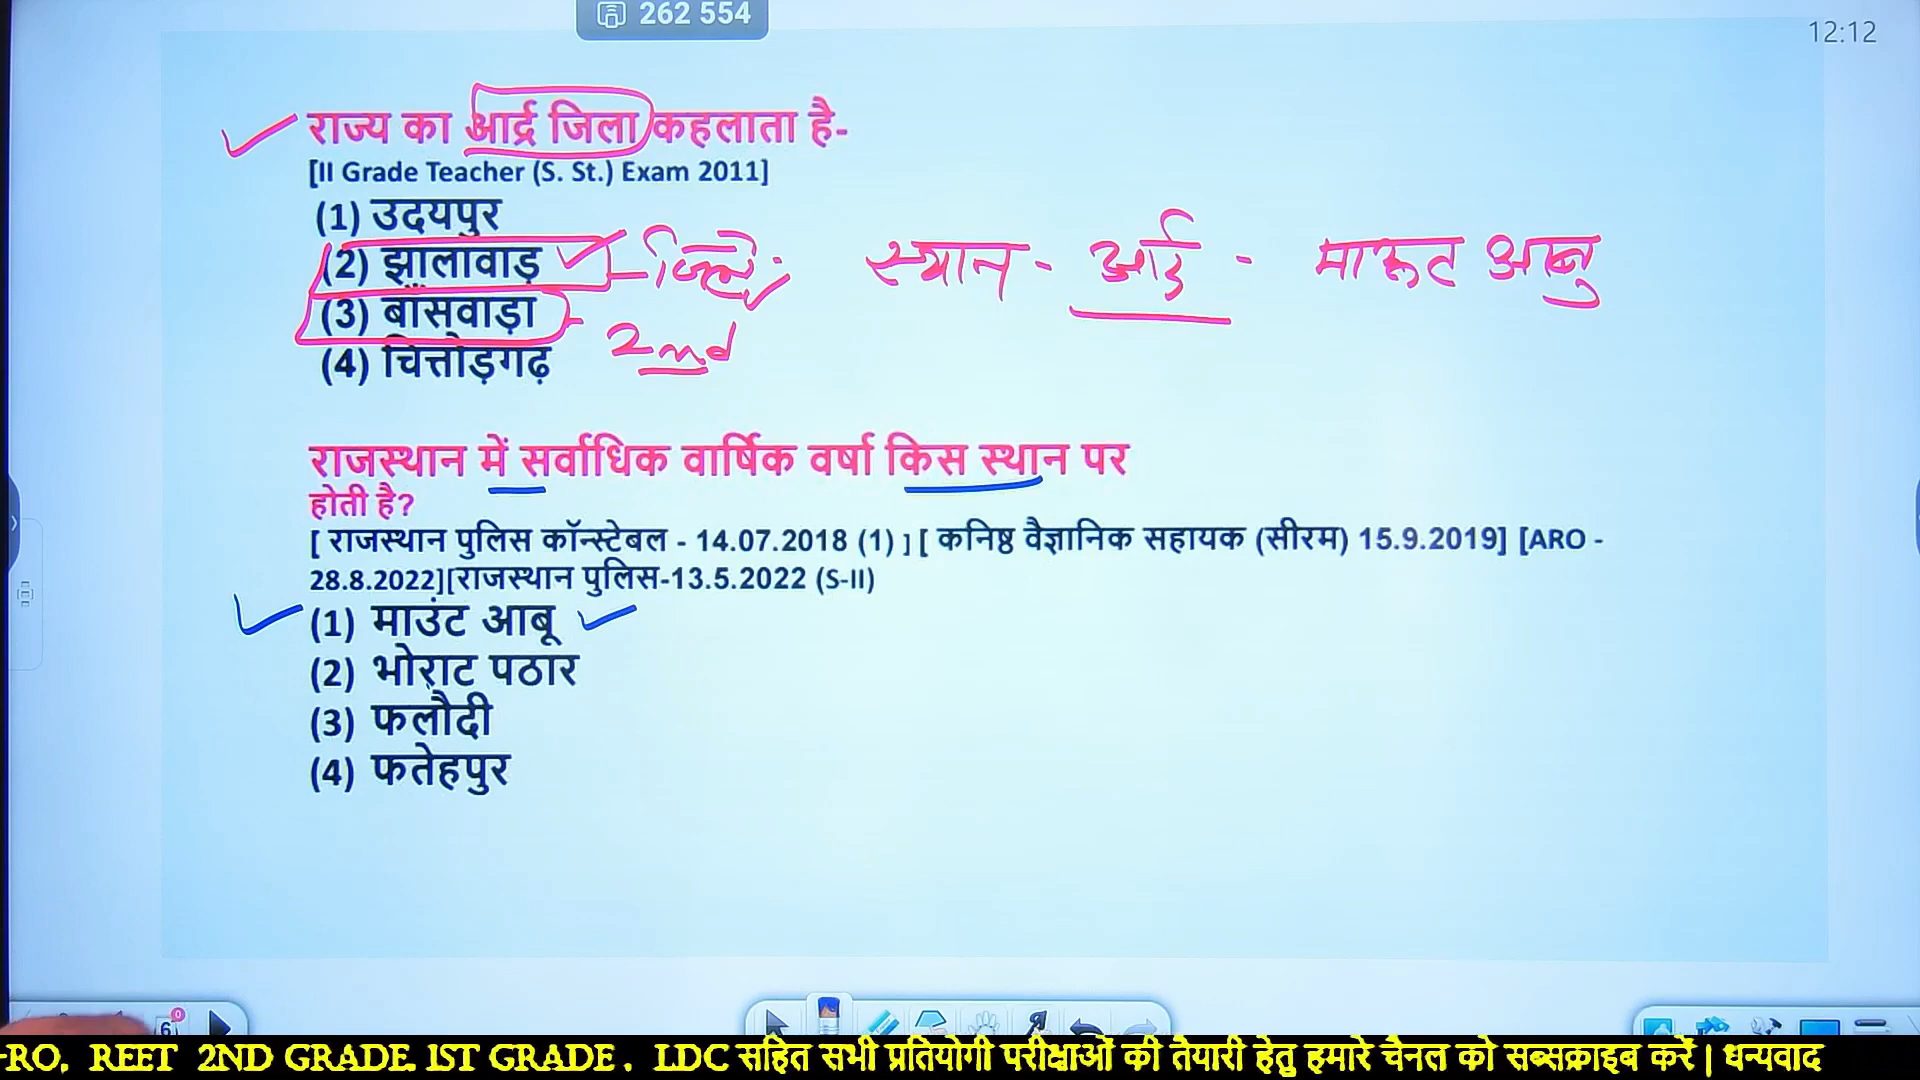 262 554
12:12
राज्य का आर्द्र जिला कहलाता है-
[II Grade Teacher (S. St.) Exam 2011]
(1) उदयपुर
(2) झालावाड़ - जिले स्थान - आर्द्र - माऊंट आबू
(3) बाँसवाड़ा - 2nd
(4) चित्तोड़गढ़
राजस्थान में सर्वाधिक वार्षिक वर्षा किस स्थान पर
होती है?
[ राजस्थान पुलिस कॉन्स्टेबल - 14.07.2018 (1) ] [ कनिष्ठ वैज्ञानिक सहायक (सीरम) 15.9.2019] [ARO -
28.8.2022][राजस्थान पुलिस-13.5.2022 (S-II)
(1) माउंट आबू
(2) भोराट पठार
(3) फलौदी
(4) फतेहपुर
-RO. REET 2ND GRADE. 1ST GRADE . LDC सहित सभी प्रतियोगी परीक्षाओं की तैयारी हेतु हमारे चैनल को सब्सक्राइब करें | धन्यवाद